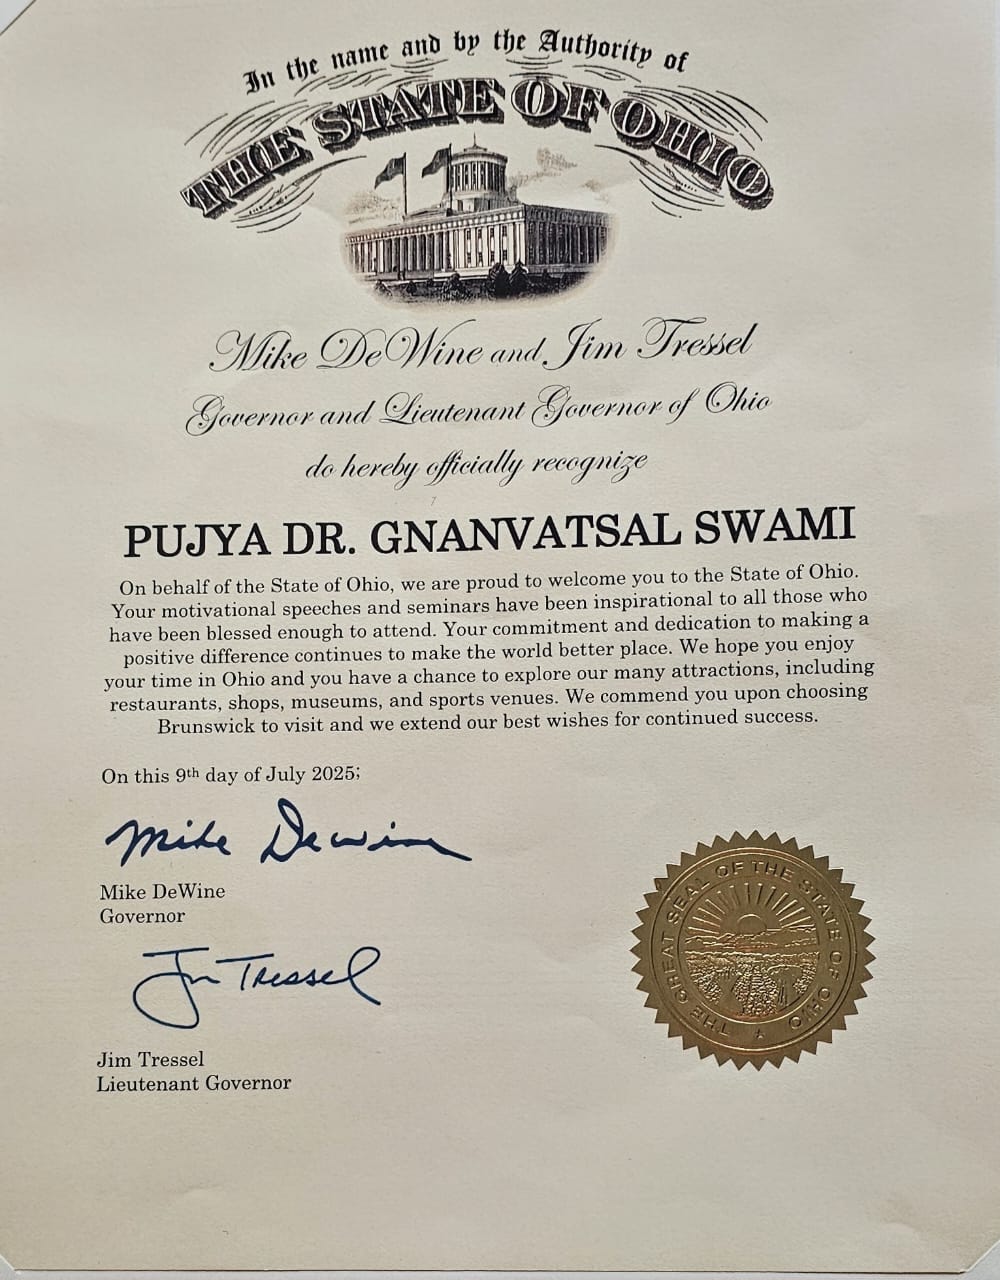 In the name and by the Authority of
THE STATE OF OHIO
Mike DeWine and Jim Tressel
Governor and Lieutenant Governor of Ohio
do hereby officially recognize
PUJYA DR. GNANVATSAL SWAMI
On behalf of the State of Ohio, we are proud to welcome you to the State of Ohio.
Your motivational speeches and seminars have been inspirational to all those who
have been blessed enough to attend. Your commitment and dedication to making a
positive difference continues to make the world better place. We hope you enjoy
your time in Ohio and you have a chance to explore our many attractions, including
restaurants, shops, museums, and sports venues. We commend you upon choosing
Brunswick to visit and we extend our best wishes for continued success.
On this 9th day of July 2025;
Mike DeWine
Mike DeWine
Governor
Jim Tressel
Jim Tressel
Lieutenant Governor
THE GREAT SEAL OF THE STATE OF OHIO